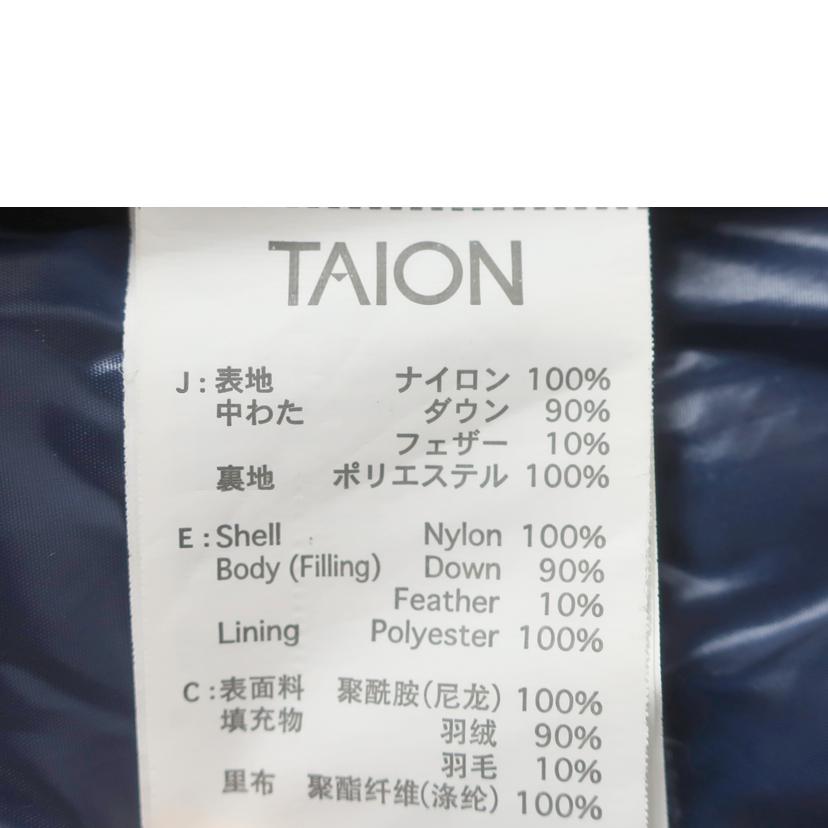 TAION
J : 表地 ナイロン 100%
中わた ダウン 90%
フェザー 10%
裏地 ポリエステル 100%
E : Shell Nylon 100%
Body (Filling) Down 90%
Feather 10%
Lining Polyester 100%
C : 表面料 聚酰胺(尼龙) 100%
填充物 羽绒 90%
羽毛 10%
里布 聚酯纤维(涤纶) 100%